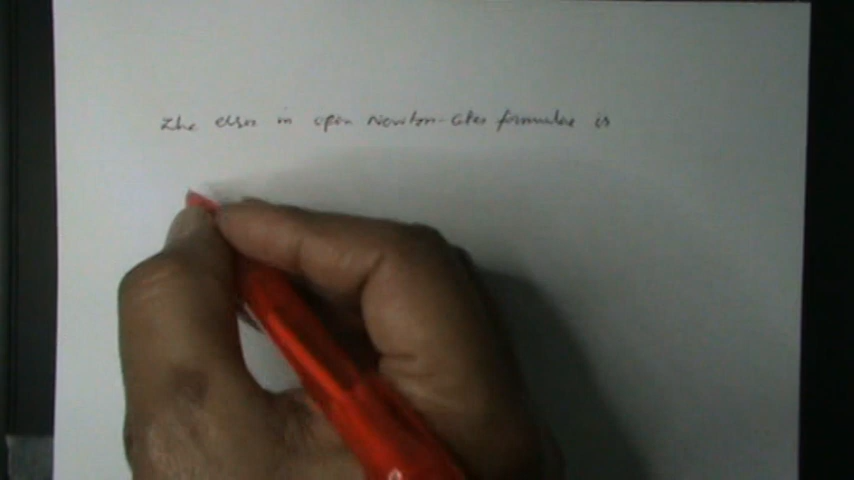 The error in open Newton-Cotes formulae is